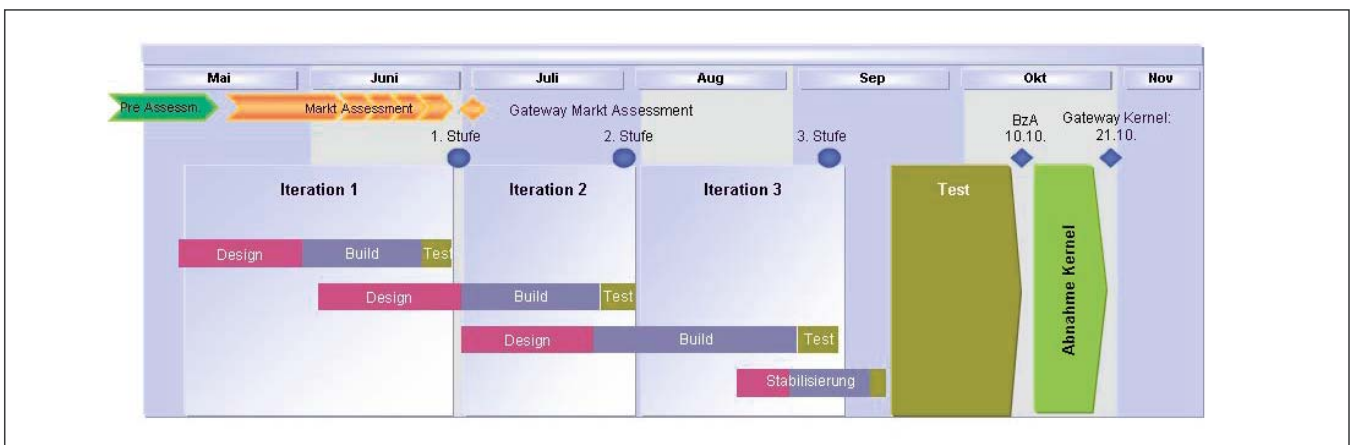 Mai Juni Juli Aug Sep Okt Nov
Pre Assessm. Markt Assessment Gateway Markt Assessment
1. Stufe 2. Stufe 3. Stufe
BzA
10.10.
Gateway Kernel:
21.10.
Iteration 1 Iteration 2 Iteration 3 Test
Design Build Test
Design Build Test
Design Build Test
Stabilisierung
Abnahme Kernel